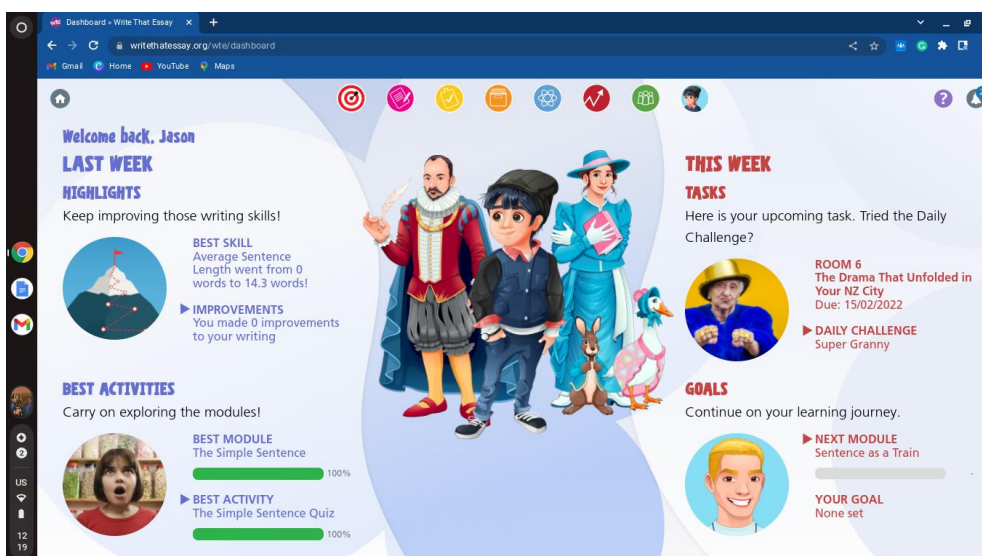 wte Dashboard » Write That Essay
writethatessay.org/wte/dashboard
Gmail
Home
YouTube
Maps
Welcome back, Jason
LAST WEEK
HIGHLIGHTS
Keep improving those writing skills!
BEST SKILL
Average Sentence
Length went from 0
words to 14.3 words!
IMPROVEMENTS
You made 0 improvements
to your writing
BEST ACTIVITIES
Carry on exploring the modules!
BEST MODULE
The Simple Sentence
100%
BEST ACTIVITY
The Simple Sentence Quiz
100%
THIS WEEK
TASKS
Here is your upcoming task. Tried the Daily
Challenge?
ROOM 6
The Drama That Unfolded in
Your NZ City
Due: 15/02/2022
DAILY CHALLENGE
Super Granny
GOALS
Continue on your learning journey.
NEXT MODULE
Sentence as a Train
-
YOUR GOAL
None set
2
US
12
19